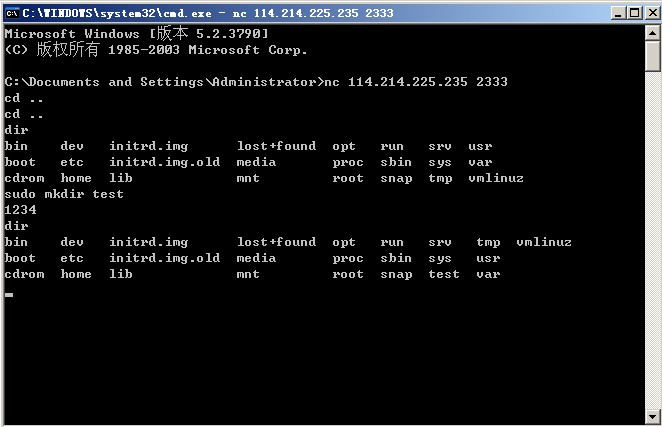 C:\WINDOWS\system32\cmd.exe - nc 114.214.225.235 2333
Microsoft Windows [版本 5.2.3790]
(C) 版权所有 1985-2003 Microsoft Corp.
C:\Documents and Settings\Administrator>nc 114.214.225.235 2333
cd ..
cd ..
dir
bin    dev   initrd.img      lost+found  opt   run   srv  usr
boot   etc   initrd.img.old  media       proc  sbin  sys  var
cdrom  home  lib             mnt         root  snap  tmp  vmlinuz
sudo mkdir test
1234
dir
bin    dev   initrd.img      lost+found  opt   run   srv   tmp  vmlinuz
boot   etc   initrd.img.old  media       proc  sbin  sys   usr
cdrom  home  lib             mnt         root  snap  test  var